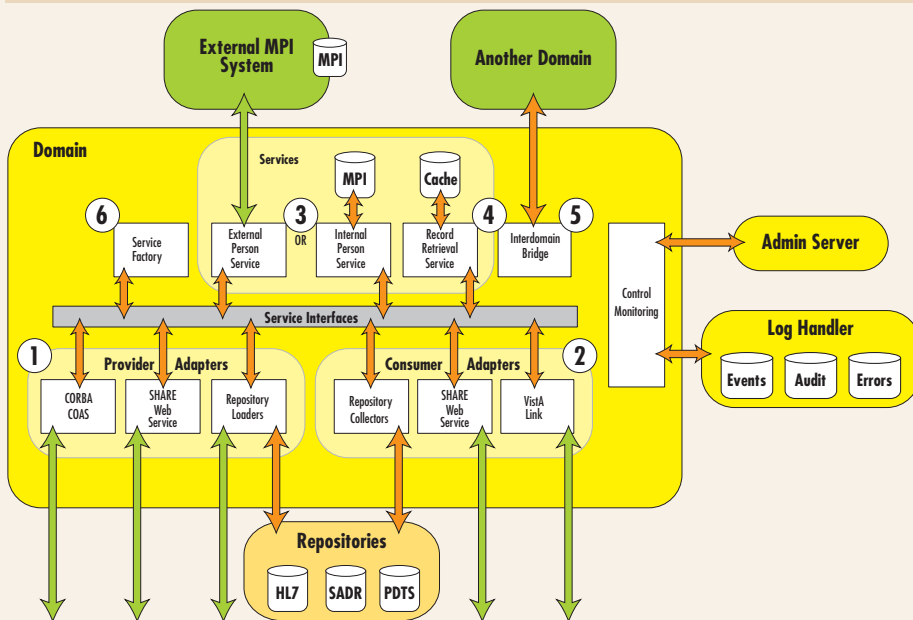 External MPI
System
MPI
Another Domain
Domain
Services
MPI
Cache
6
Service
Factory
External
Person
Service
3
OR
Internal
Person
Service
Record
Retrieval
Service
4
Interdomain
Bridge
5
Control
Monitoring
Admin Server
Service Interfaces
Log Handler
Events
Audit
Errors
1
Provider Adapters
CORBA
COAS
SHARE
Web
Service
Repository
Loaders
Consumer Adapters
2
Repository
Collectors
SHARE
Web
Service
VistA
Link
Repositories
HL7
SADR
PDTS